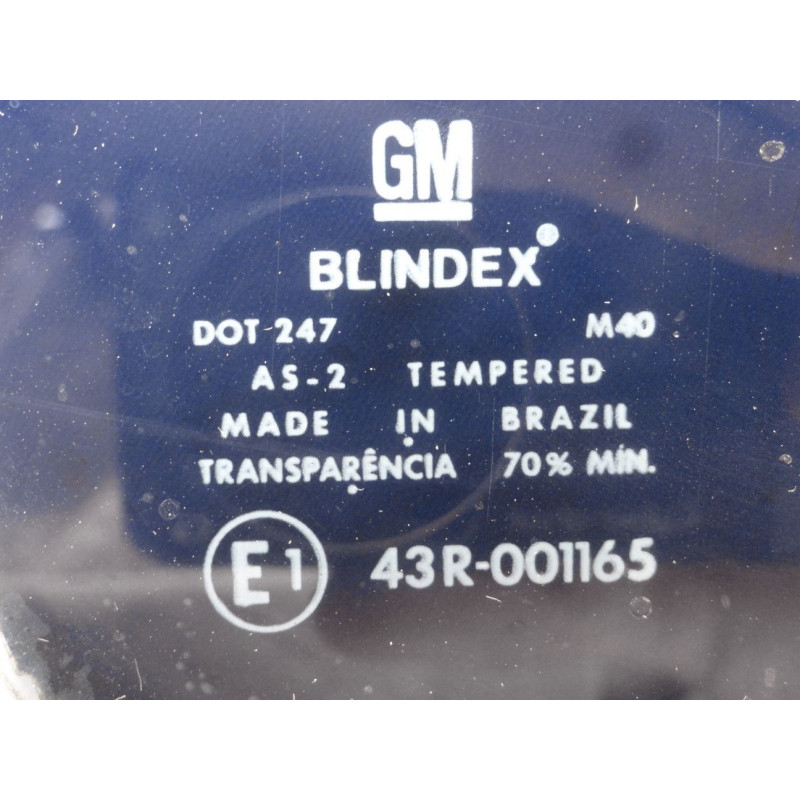 GM
BLINDEX
DOT 247 M40
AS-2 TEMPERED
MADE IN BRAZIL
TRANSPARÊNCIA 70% MÍN.
E1 43R-001165